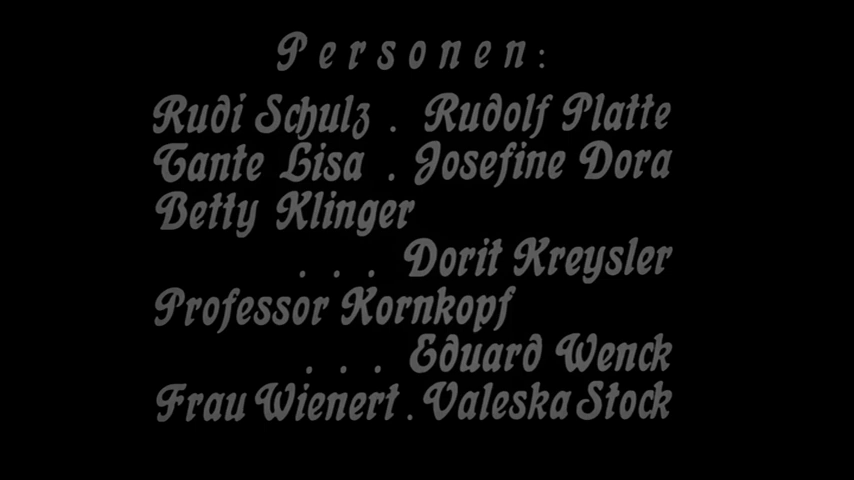 Personen:
Rudi Schulz . Rudolf Platte
Tante Lisa . Josefine Dora
Betty Klinger
. . . Dorit Kreysler
Professor Kornkopf
. . . Eduard Wenck
Frau Wienert . Valeska Stock